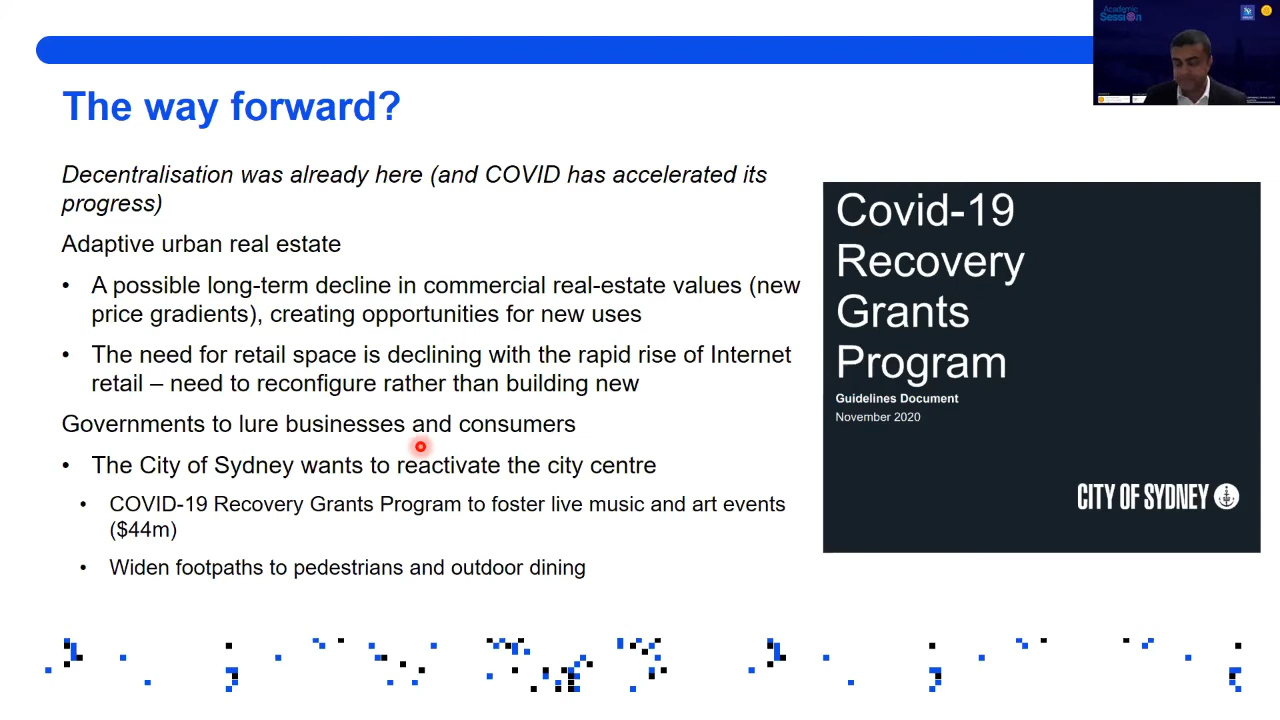 Academic
Session
The way forward?
Decentralisation was already here (and COVID has accelerated its
progress)
Adaptive urban real estate
• A possible long-term decline in commercial real-estate values (new
price gradients), creating opportunities for new uses
• The need for retail space is declining with the rapid rise of Internet
retail – need to reconfigure rather than building new
Governments to lure businesses and consumers
• The City of Sydney wants to reactivate the city centre
• COVID-19 Recovery Grants Program to foster live music and art events
($44m)
• Widen footpaths to pedestrians and outdoor dining
Covid-19
Recovery
Grants
Program
Guidelines Document
November 2020
CITY OF SYDNEY